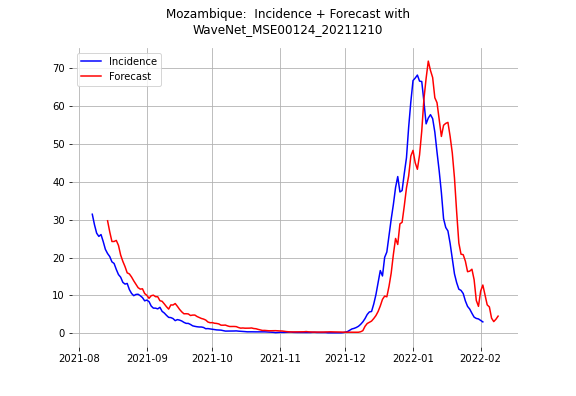 Mozambique:  Incidence + Forecast with
WaveNet_MSE00124_20211210
Incidence
Forecast
70
60
50
40
30
20
10
0
2021-08 2021-09 2021-10 2021-11 2021-12 2022-01 2022-02